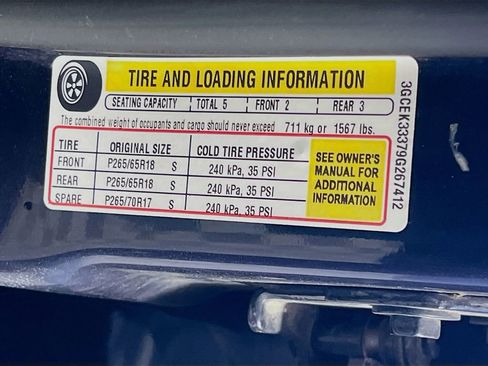 TIRE AND LOADING INFORMATION
SEATING CAPACITY TOTAL 5 FRONT 2 REAR 3
The combined weight of occupants and cargo should never exceed 711 kg or 1567 lbs.
TIRE ORIGINAL SIZE COLD TIRE PRESSURE
FRONT P265/65R18 S 240 kPa, 35 PSI
REAR P265/65R18 S 240 kPa, 35 PSI
SPARE P265/70R17 S 240 kPa, 35 PSI
SEE OWNER'S
MANUAL FOR
ADDITIONAL
INFORMATION
3GCEK33379G267412